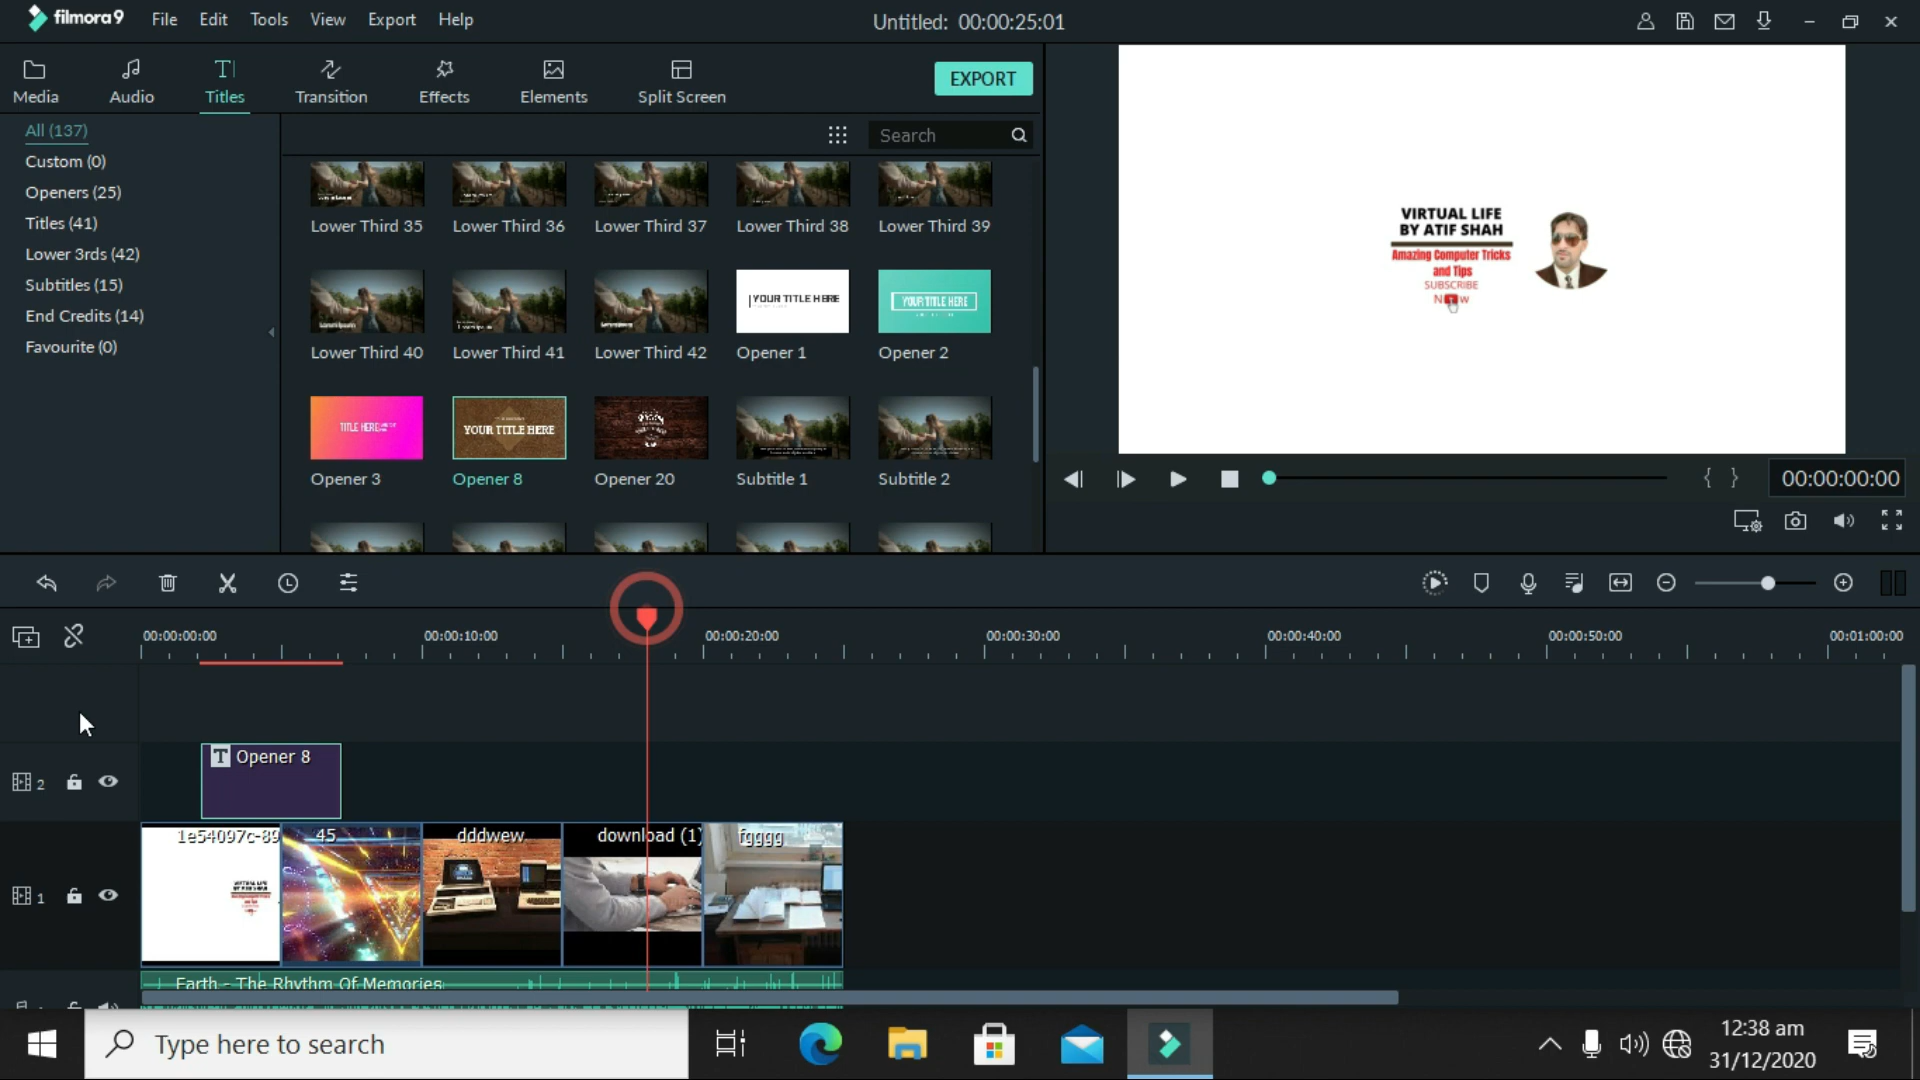 filmora9 File Edit Tools View Export Help Untitled: 00:00:25:01
Media Audio Titles Transition Effects Elements Split Screen EXPORT
All (137)
Custom (0)
Openers (25)
Titles (41)
Lower 3rds (42)
Subtitles (15)
End Credits (14)
Favourite (0)
Search
Lower Third 35 Lower Third 36 Lower Third 37 Lower Third 38 Lower Third 39
YOUR TITLE HERE YOUR TITLE HERE
Lower Third 40 Lower Third 41 Lower Third 42 Opener 1 Opener 2
TITLE HERE YOUR TITLE HERE
Opener 3 Opener 8 Opener 20 Subtitle 1 Subtitle 2
VIRTUAL LIFE
BY ATIF SHAH
Amazing Computer Tricks
and Tips
SUBSCRIBE
{ } 00:00:00:00
00:00:00:00 00:00:10:00 00:00:20:00 00:00:30:00 00:00:40:00 00:00:50:00 00:01:00:00
T Opener 8
2
1e54097c-89 45 dddwew download (1) fgggg
VIRTUAL LIFE
BY ATIF SHAH
1
Earth - The Rhythm Of Memories
Type here to search
12:38 am
31/12/2020